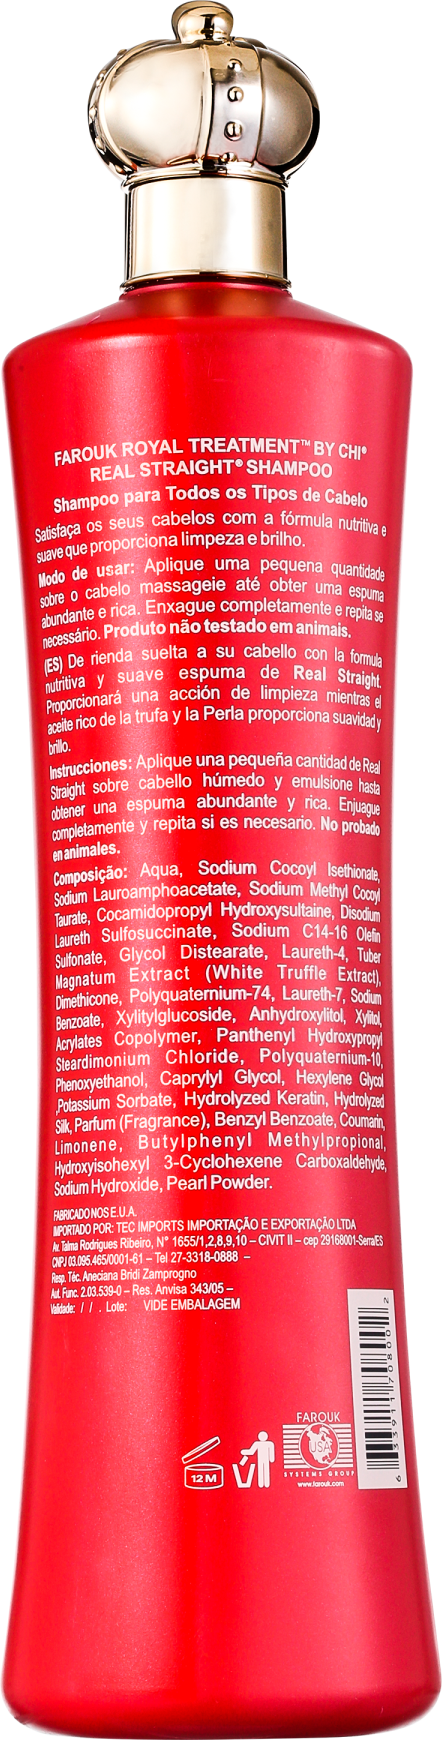 FAROUK ROYAL TREATMENT™ BY CHI®
REAL STRAIGHT® SHAMPOO
Shampoo para Todos os Tipos de Cabelo
Satisfaça os seus cabelos com a fórmula nutritiva e
suave que proporciona limpeza e brilho.
Modo de usar: Aplique uma pequena quantidade
sobre o cabelo massageie até obter uma espuma
abundante e rica. Enxague completamente e repita se
necessário. Produto não testado em animais.
(ES) De rienda suelta a su cabello con la formula
nutritiva y suave espuma de Real Straight.
Proporcionará una acción de limpieza mientras el
aceite rico de la trufa y la Perla proporciona suavidad y
brillo.
Instrucciones: Aplique una pequeña cantidad de Real
Straight sobre cabello húmedo y emulsione hasta
obtener una espuma abundante y rica. Enjuague
completamente y repita si es necesario. No probado
en animales.
Composição: Aqua, Sodium Cocoyl Isethionate,
Sodium Lauroamphoacetate, Sodium Methyl Cocoyl
Taurate, Cocamidopropyl Hydroxysultaine, Disodium
Laureth Sulfosuccinate, Sodium C14-16 Olefin
Sulfonate, Glycol Distearate, Laureth-4, Tuber
Magnatum Extract (White Truffle Extract),
Dimethicone, Polyquaternium-74, Laureth-7, Sodium
Benzoate, Xylitylglucoside, Anhydroxylitol, Xylitol,
Acrylates Copolymer, Panthenyl Hydroxypropyl
Steardimonium Chloride, Polyquaternium-10,
Phenoxyethanol, Caprylyl Glycol, Hexylene Glycol
,Potassium Sorbate, Hydrolyzed Keratin, Hydrolyzed
Silk, Parfum (Fragrance), Benzyl Benzoate, Coumarin,
Limonene, Butylphenyl Methylpropional,
Hydroxyisohexyl 3-Cyclohexene Carboxaldehyde,
Sodium Hydroxide, Pearl Powder.
FABRICADO NOS E.U.A.
IMPORTADO POR: TEC IMPORTS IMPORTAÇÃO E EXPORTAÇÃO LTDA
Av. Talma Rodrigues Ribeiro, N° 1655/1,2,8,9,10 – CIVIT II – cep 29168001-Serra/ES
CNPJ 03.095.465/0001-61 – Tel 27-3318-0888 –
Resp. Téc. Aneciana Bridi Zamprogno
Aut. Func. 2.03.539-0 – Res. Anvisa 343/05 –
Validade: / / . Lote: VIDE EMBALAGEM
6 33911 70800 2
12 M
FAROUK
USA
SYSTEMS GROUP
www.farouk.com